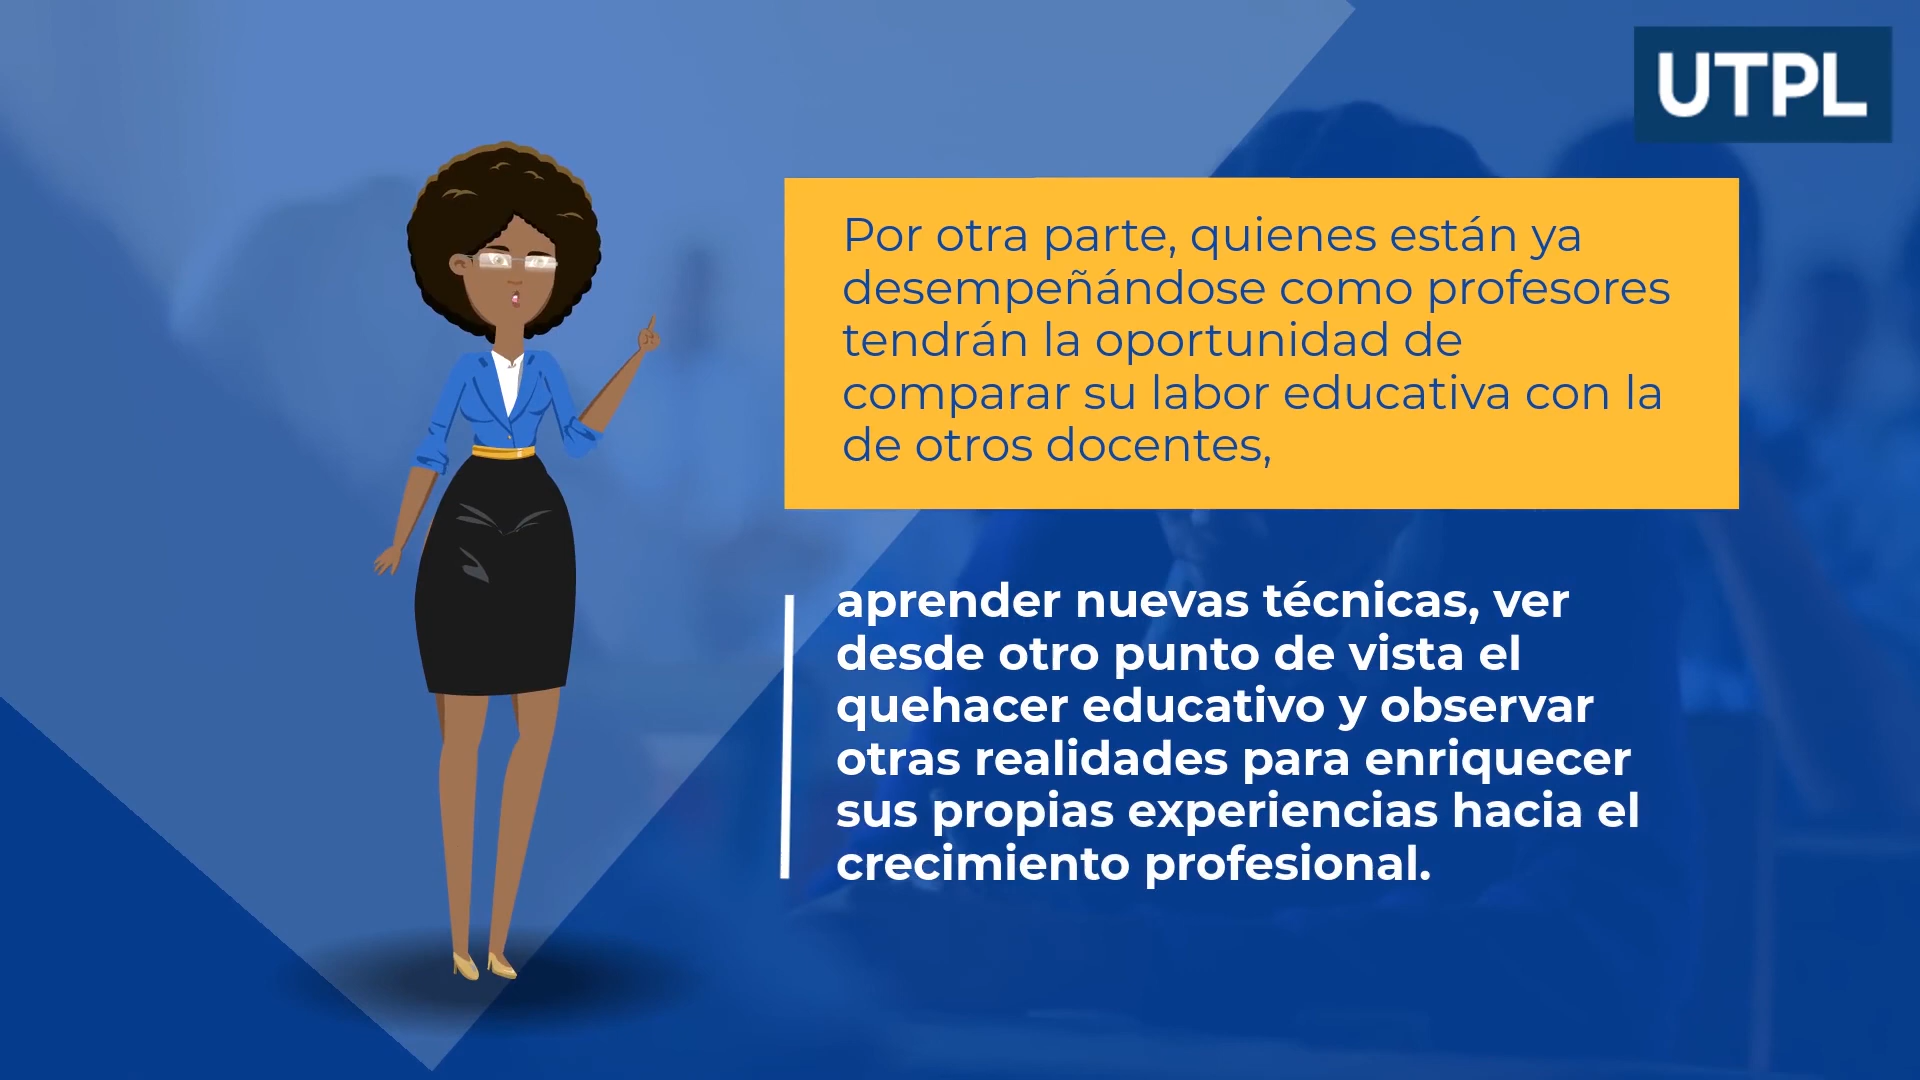 UTPL
Por otra parte, quienes están ya
desempeñándose como profesores
tendrán la oportunidad de
comparar su labor educativa con la
de otros docentes,
aprender nuevas técnicas, ver
desde otro punto de vista el
quehacer educativo y observar
otras realidades para enriquecer
sus propias experiencias hacia el
crecimiento profesional.